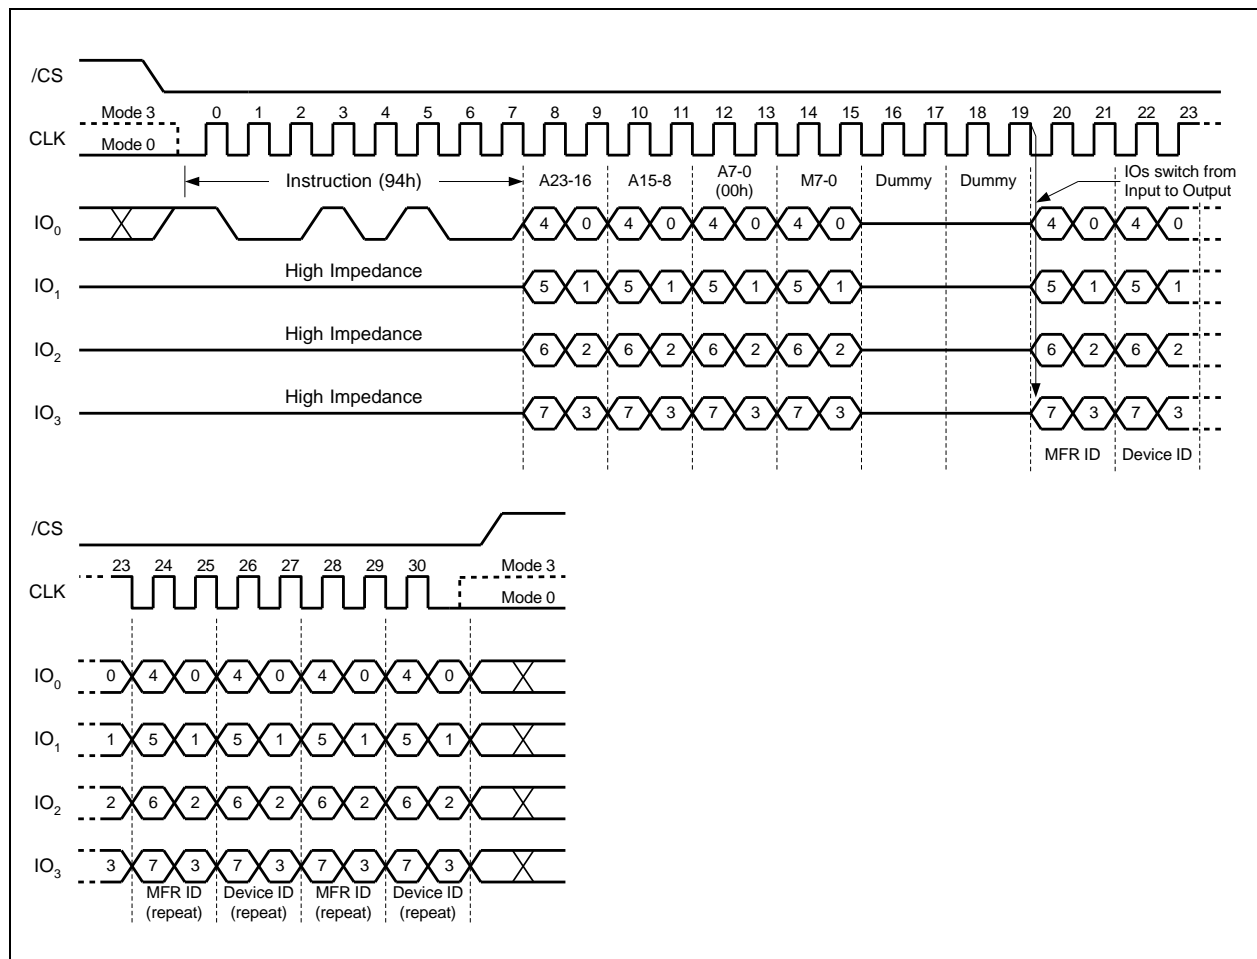 /CS
Mode 3 0 1 2 3 4 5 6 7 8 9 10 11 12 13 14 15 16 17 18 19 20 21 22 23
CLK
Mode 0
Instruction (94h) A23-16 A15-8 A7-0 (00h) M7-0 Dummy Dummy IOs switch from Input to Output
IO0 4 0 4 0 4 0 4 0 4 0 4 0
High Impedance
IO1 5 1 5 1 5 1 5 1 5 1 5 1
High Impedance
IO2 6 2 6 2 6 2 6 2 6 2 6 2
High Impedance
IO3 7 3 7 3 7 3 7 3 7 3 7 3
MFR ID Device ID
/CS
23 24 25 26 27 28 29 30 Mode 3
CLK
Mode 0
IO0 0 4 0 4 0 4 0 4 0
IO1 1 5 1 5 1 5 1 5 1
IO2 2 6 2 6 2 6 2 6 2
IO3 3 7 3 7 3 7 3 7 3
MFR ID Device ID MFR ID Device ID
(repeat) (repeat) (repeat) (repeat)